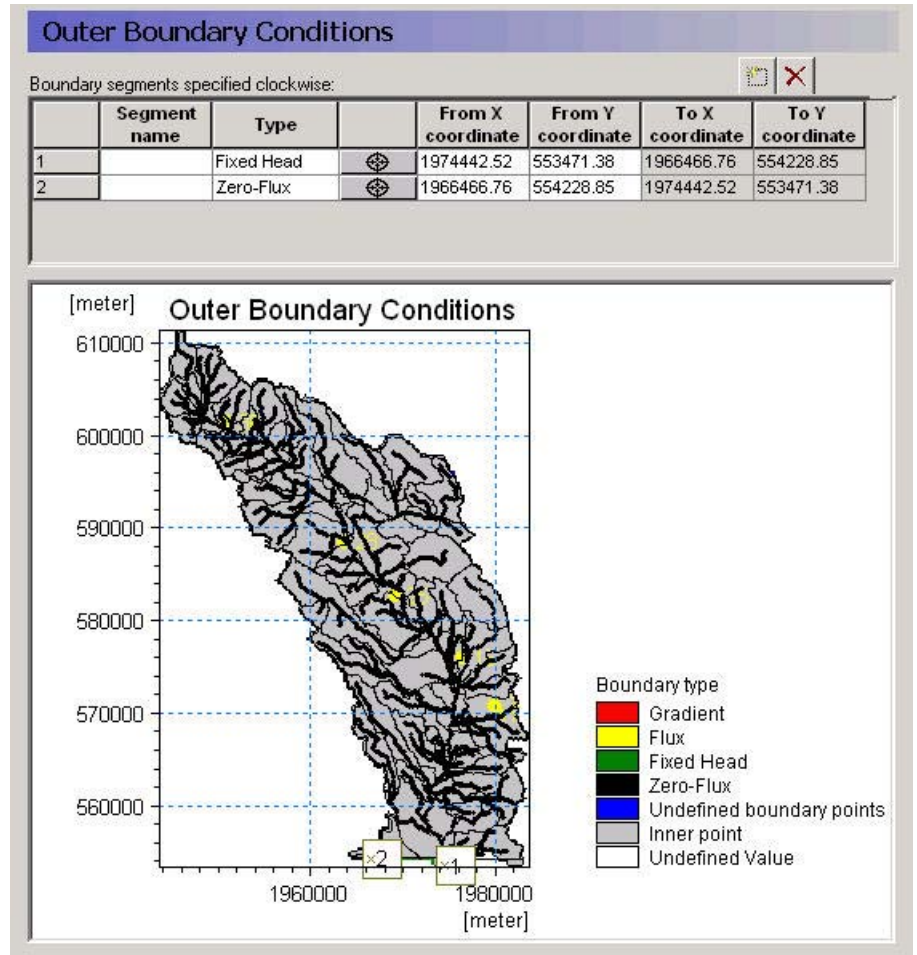 Outer Boundary Conditions
Boundary segments specified clockwise:
Segment name Type From X coordinate From Y coordinate To X coordinate To Y coordinate
1 Fixed Head 1974442.52 553471.38 1966466.76 554228.85
2 Zero-Flux 1966466.76 554228.85 1974442.52 553471.38
[meter] Outer Boundary Conditions
610000
600000
590000
580000
570000
560000
Boundary type
Gradient
Flux
Fixed Head
Zero-Flux
Undefined boundary points
Inner point
Undefined Value
×2 ×1
1960000 1980000
[meter]